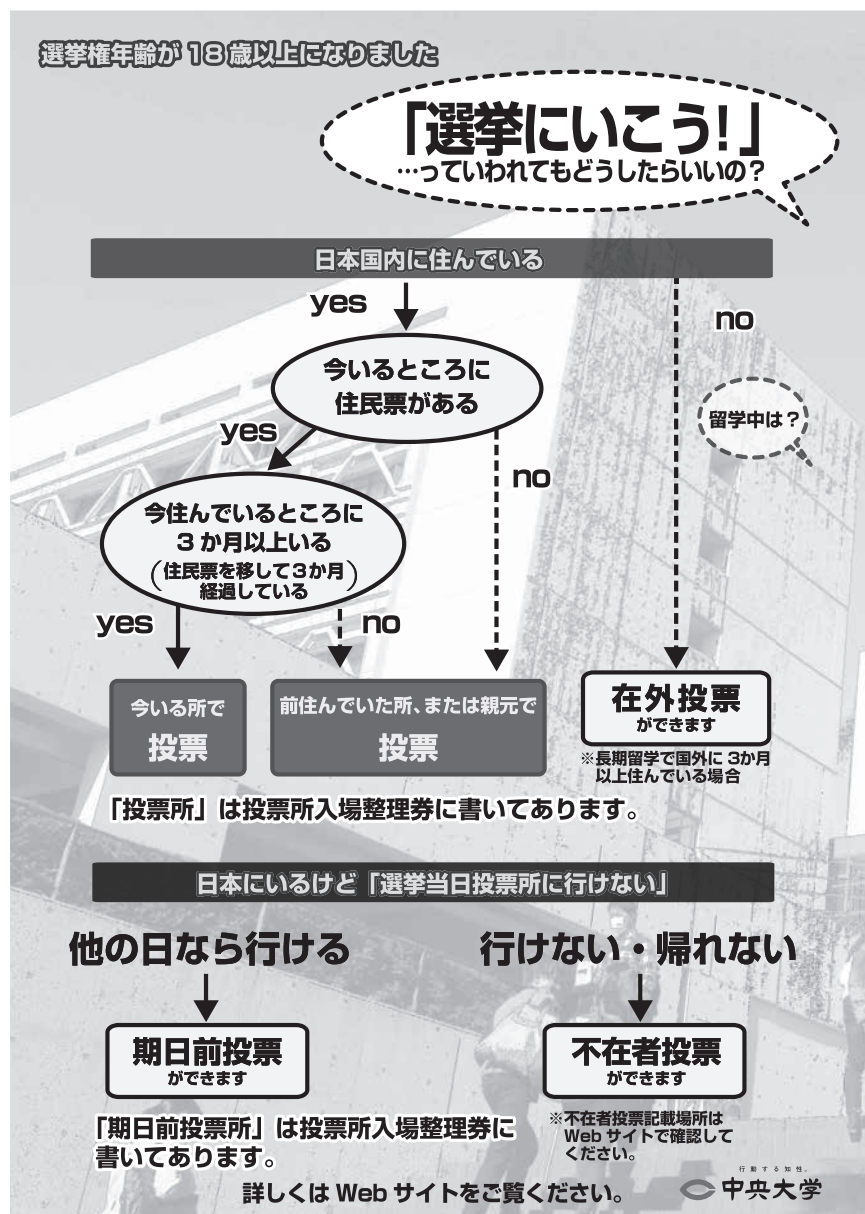 選挙権年齢が18歳以上になりました
「選挙にいこう!」
…っていわれてもどうしたらいいの？
日本国内に住んでいる
yes
no
今いるところに
住民票がある
留学中は？
yes
no
今住んでいるところに
3か月以上いる
(住民票を移して3か月
経過している)
yes
no
今いる所で
投票
前住んでいた所、または親元で
投票
在外投票
ができます
※長期留学で国外に3か月
以上住んでいる場合
「投票所」は投票所入場整理券に書いてあります。
日本にいるけど「選挙当日投票所に行けない」
他の日なら行ける
行けない・帰れない
期日前投票
ができます
不在者投票
ができます
「期日前投票所」は投票所入場整理券に
書いてあります。
※不在者投票記載場所は
Webサイトで確認して
ください。
詳しくはWebサイトをご覧ください。
行動する知性。
中央大学